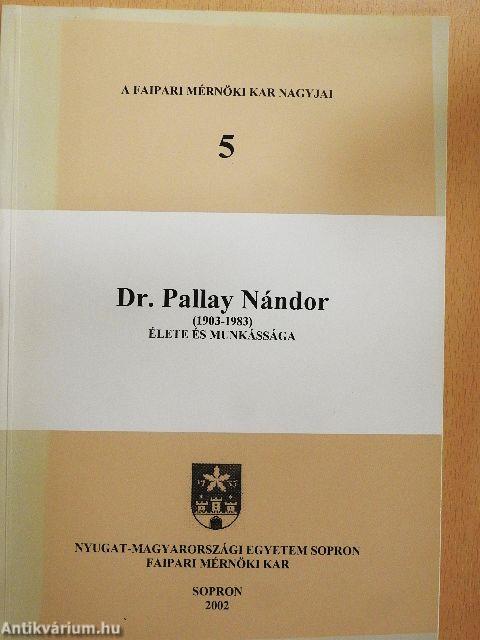 A FAIPARI MÉRNÖKI KAR NAGYJAI
5
Dr. Pallay Nándor
(1903-1983)
ÉLETE ÉS MUNKÁSSÁGA
NYUGAT-MAGYARORSZÁGI EGYETEM SOPRON
FAIPARI MÉRNÖKI KAR
SOPRON
2002
Antikvárium.hu